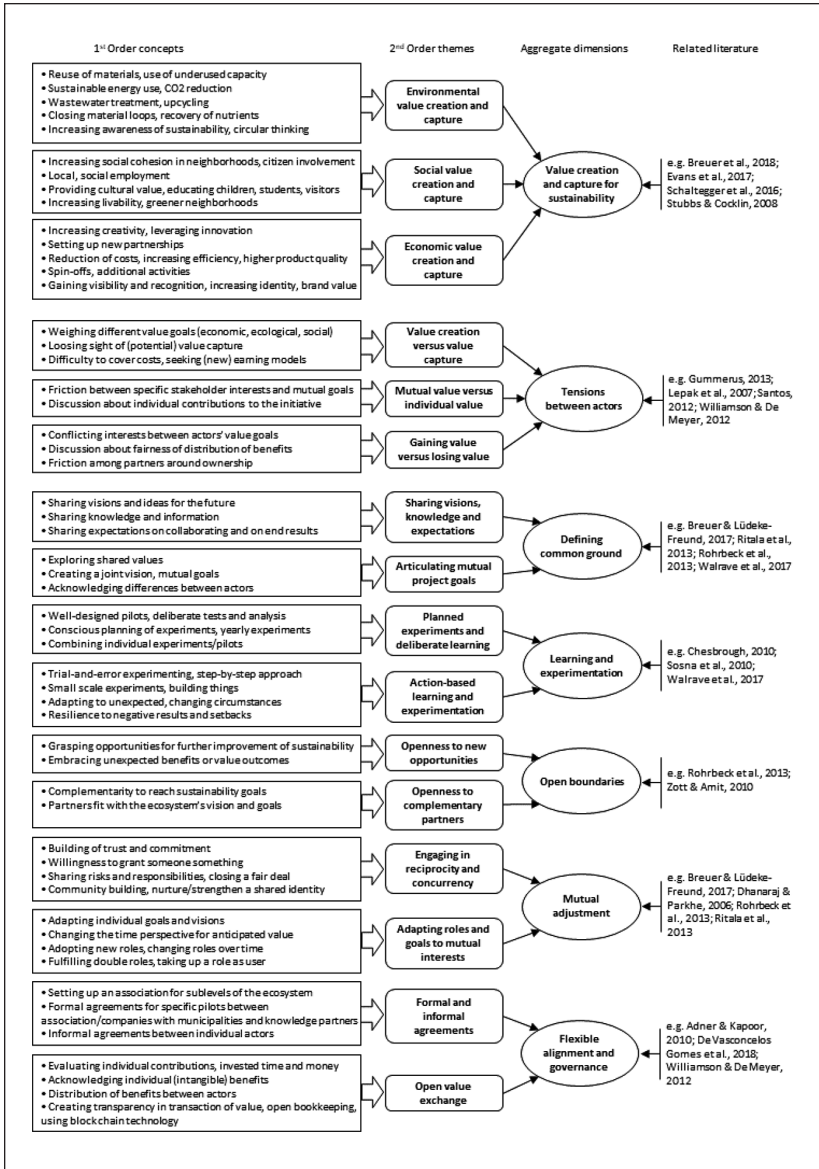 1st Order concepts
2nd Order themes
Aggregate dimensions
Related literature
• Reuse of materials, use of underused capacity
• Sustainable energy use, CO2 reduction
• Wastewater treatment, upcycling
• Closing material loops, recovery of nutrients
• Increasing awareness of sustainability, circular thinking
Environmental
value creation and
capture
• Increasing social cohesion in neighborhoods, citizen involvement
• Local, social employment
• Providing cultural value, educating children, students, visitors
• Increasing livability, greener neighborhoods
Social value
creation and
capture
• Increasing creativity, leveraging innovation
• Setting up new partnerships
• Reduction of costs, increasing efficiency, higher product quality
• Spin-offs, additional activities
• Gaining visibility and recognition, increasing identity, brand value
Economic value
creation and
capture
Value creation
and capture for
sustainability
e.g. Breuer et al., 2018;
Evans et al., 2017;
Schaltegger et al., 2016;
Stubbs & Cocklin, 2008
• Weighing different value goals (economic, ecological, social)
• Loosing sight of (potential) value capture
• Difficulty to cover costs, seeking (new) earning models
Value creation
versus value
capture
• Friction between specific stakeholder interests and mutual goals
• Discussion about individual contributions to the initiative
Mutual value versus
individual value
• Conflicting interests between actors' value goals
• Discussion about fairness of distribution of benefits
• Friction among partners around ownership
Gaining value
versus losing value
Tensions
between actors
e.g. Gummerus, 2013;
Lepak et al., 2007; Santos,
2012; Williamson & De
Meyer, 2012
• Sharing visions and ideas for the future
• Sharing knowledge and information
• Sharing expectations on collaborating and on end results
Sharing visions,
knowledge and
expectations
• Exploring shared values
• Creating a joint vision, mutual goals
• Acknowledging differences between actors
Articulating mutual
project goals
Defining
common ground
e.g. Breuer & Lüdeke-
Freund, 2017; Ritala et al.,
2013; Rohrbeck et al.,
2013; Walrave et al., 2017
• Well-designed pilots, deliberate tests and analysis
• Conscious planning of experiments, yearly experiments
• Combining individual experiments/pilots
Planned
experiments and
deliberate learning
• Trial-and-error experimenting, step-by-step approach
• Small scale experiments, building things
• Adapting to unexpected, changing circumstances
• Resilience to negative results and setbacks
Action-based
learning and
experimentation
Learning and
experimentation
e.g. Chesbrough, 2010;
Sosna et al., 2010;
Walrave et al., 2017
• Grasping opportunities for further improvement of sustainability
• Embracing unexpected benefits or value outcomes
Openness to new
opportunities
• Complementarity to reach sustainability goals
• Partners fit with the ecosystem's vision and goals
Openness to
complementary
partners
Open boundaries
e.g. Rohrbeck et al., 2013;
Zott & Amit, 2010
• Building of trust and commitment
• Willingness to grant someone something
• Sharing risks and responsibilities, closing a fair deal
• Community building, nurture/strengthen a shared identity
Engaging in
reciprocity and
concurrency
• Adapting individual goals and visions
• Changing the time perspective for anticipated value
• Adopting new roles, changing roles over time
• Fulfilling double roles, taking up a role as user
Adapting roles and
goals to mutual
interests
Mutual
adjustment
e.g. Breuer & Lüdeke-
Freund, 2017; Dhanaraj &
Parkhe, 2006; Rohrbeck et
al., 2013; Ritala et al.,
2013
• Setting up an association for sublevels of the ecosystem
• Formal agreements for specific pilots between
association/companies with municipalities and knowledge partners
• Informal agreements between individual actors
Formal and
informal
agreements
• Evaluating individual contributions, invested time and money
• Acknowledging individual (intangible) benefits
• Distribution of benefits between actors
• Creating transparency in transaction of value, open bookkeeping,
using block chain technology
Open value
exchange
Flexible
alignment and
governance
e.g. Adner & Kapoor,
2010; De Vasconcelos
Gomes et al., 2018;
Williamson & De Meyer,
2012